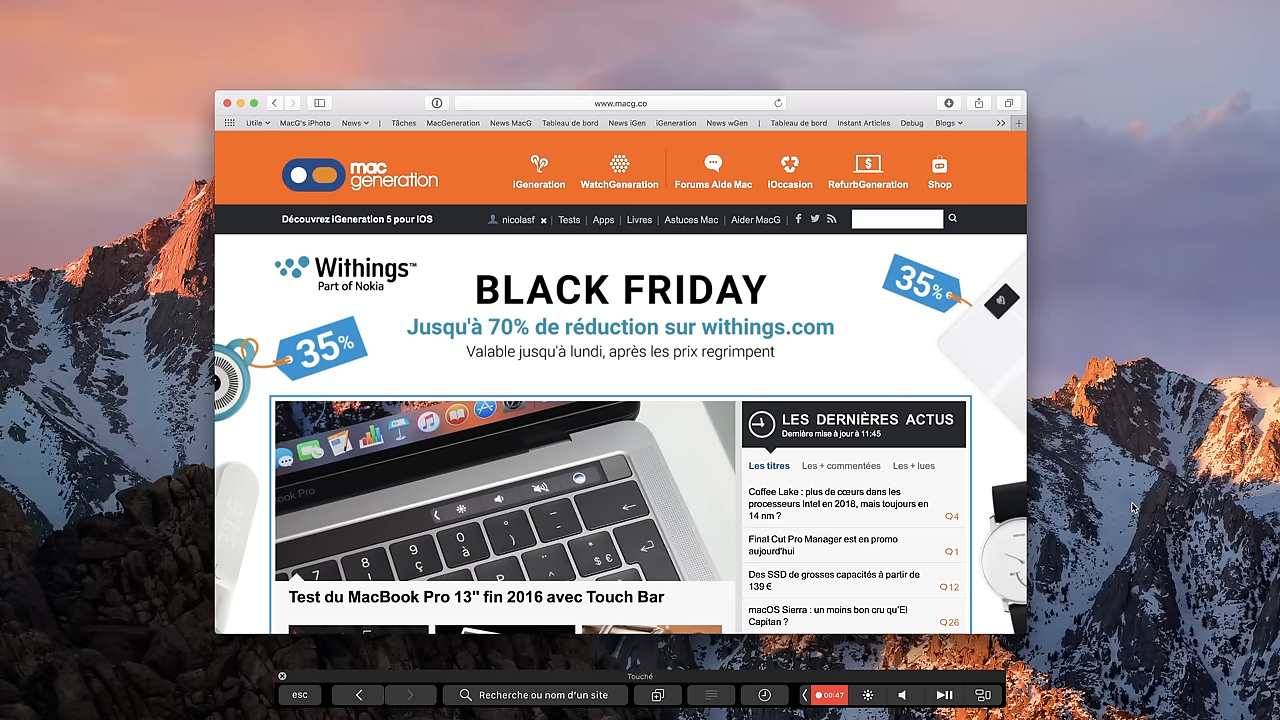 www.macg.co
Utile MacG's iPhoto News | Tâches MacGeneration News MacG Tableau de bord News iGen iGeneration News wGen | Tableau de bord Instant Articles Debug Blogs >>
mac
generation
iGeneration WatchGeneration Forums Aide Mac iOccasion RefurbGeneration Shop
Découvrez iGeneration 5 pour iOS
nicolasf x | Tests | Apps | Livres | Astuces Mac | Aider MacG |
Withings™
Part of Nokia
BLACK FRIDAY
Jusqu'à 70% de réduction sur withings.com
Valable jusqu'à lundi, après les prix regrimpent
35%
35%
ook Pro
7 8 9 0
ç à
Test du MacBook Pro 13" fin 2016 avec Touch Bar
LES DERNIÈRES ACTUS
Dernière mise à jour à 11:45
Les titres Les + commentées Les + lues
Coffee Lake : plus de cœurs dans les
processeurs Intel en 2018, mais toujours en
14 nm ? 4
Final Cut Pro Manager est en promo
aujourd'hui 1
Des SSD de grosses capacités à partir de
139 € 12
macOS Sierra : un moins bon cru qu'El
Capitan ? 26
Touché
esc Recherche ou nom d'un site 00:47